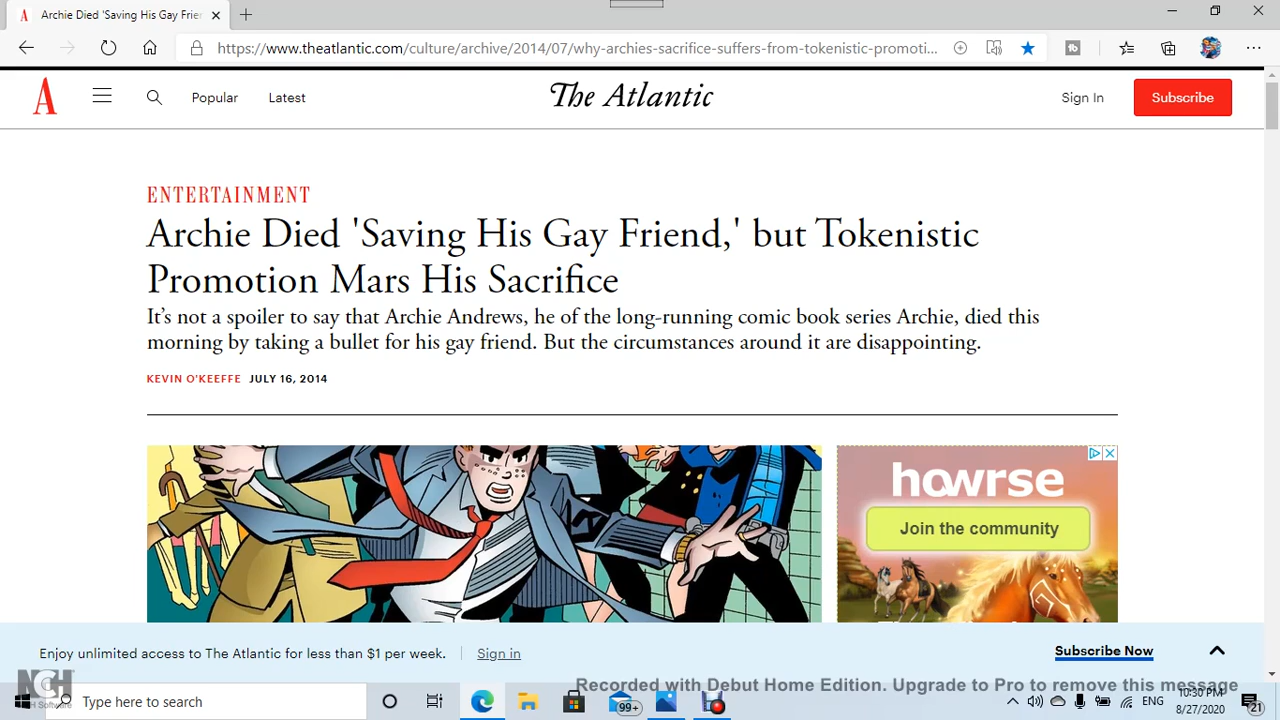 Archie Died 'Saving His Gay Frien
https://www.theatlantic.com/culture/archive/2014/07/why-archies-sacrifice-suffers-from-tokenistic-promoti...
A
Popular
Latest
The Atlantic
Sign In
Subscribe
ENTERTAINMENT
Archie Died 'Saving His Gay Friend,' but Tokenistic
Promotion Mars His Sacrifice
It's not a spoiler to say that Archie Andrews, he of the long-running comic book series Archie, died this
morning by taking a bullet for his gay friend. But the circumstances around it are disappointing.
KEVIN O'KEEFFE JULY 16, 2014
howrse
Join the community
Enjoy unlimited access to The Atlantic for less than $1 per week.
Sign in
Subscribe Now
NCH
NCH Software
Recorded with Debut Home Edition. Upgrade to Pro to remove this message
Type here to search
99+
ENG
10:30 PM
8/27/2020
21